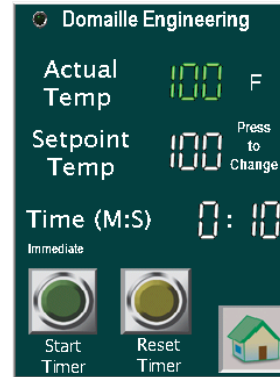 Domaille Engineering
Actual
Temp
100 F
Setpoint
Temp
100
Press
to
Change
Time (M:S) 0:10
Immediate
Start
Timer
Reset
Timer